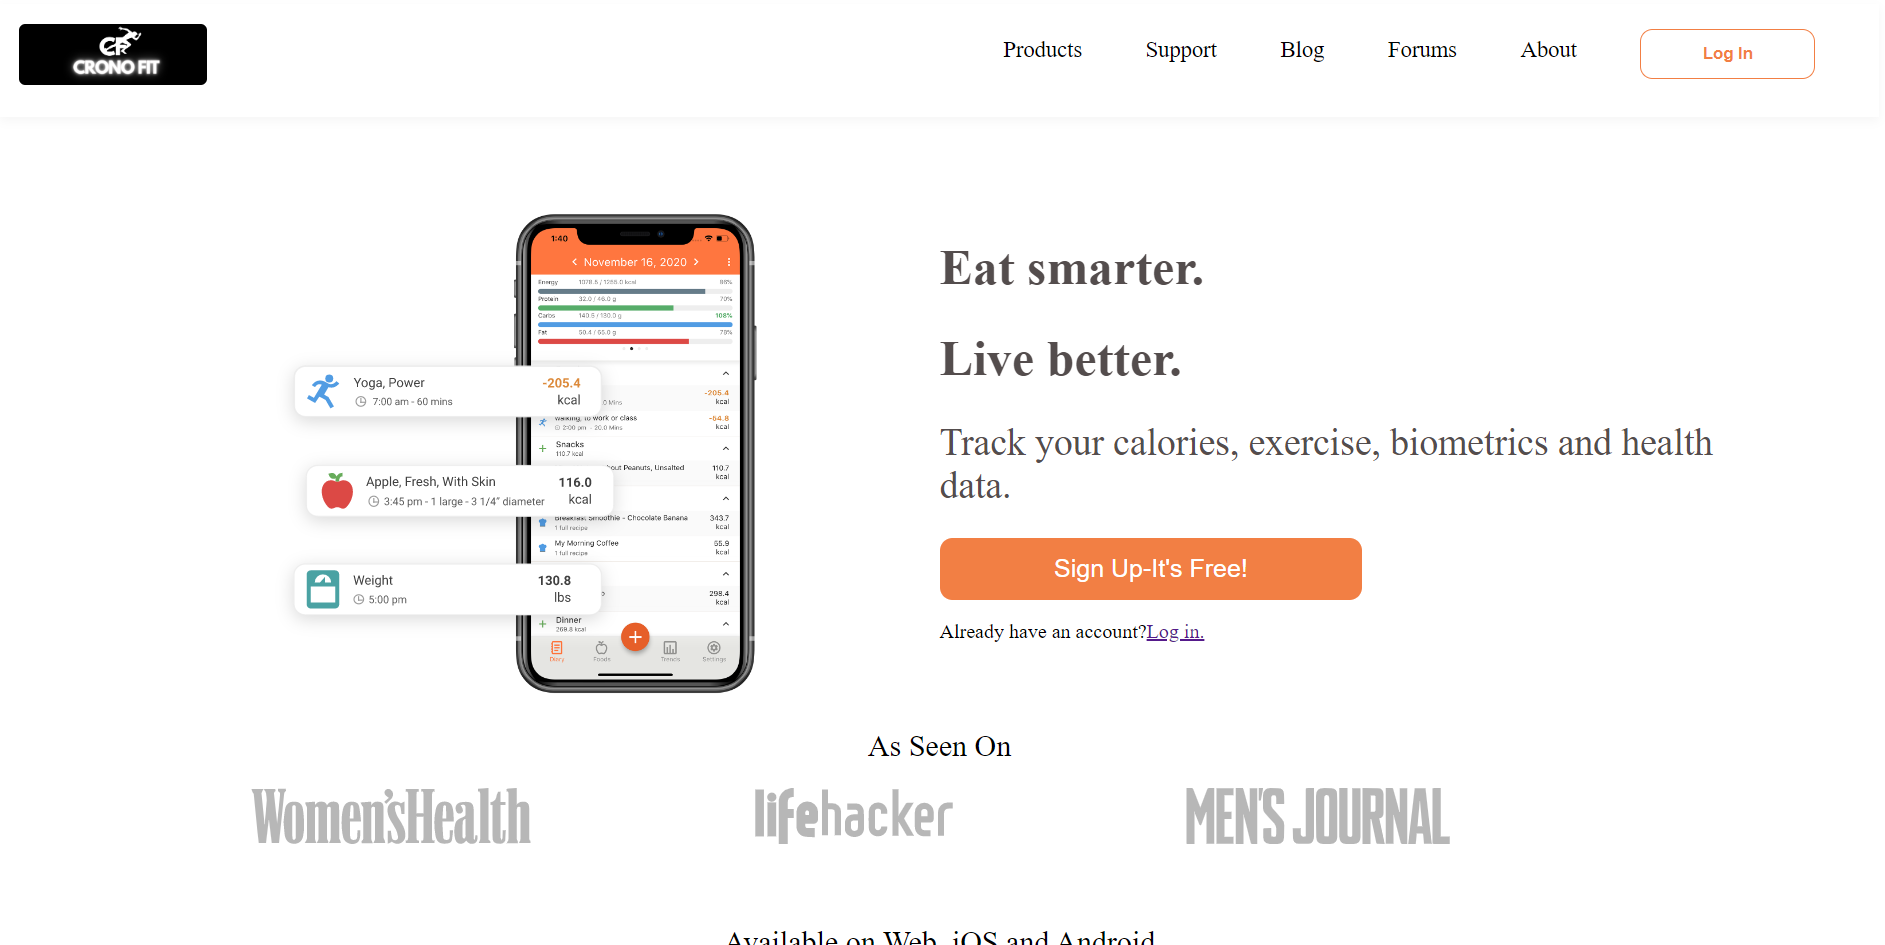 CF
CRONO FIT
Products Support Blog Forums About Log In
1:40
November 16, 2020
Energy 1078.8 / 1266.0 kcal 86%
Protein 32.0 / 46.0 g 70%
Carbs 140.5 / 130.0 g 108%
Fat 50.4 / 65.0 g 78%
Yoga, Power -205.4
7:00 am - 60 mins kcal
-205.4
.0 Mins kcal
walking, to work or class -54.8
2:00 pm - 20.0 Mins kcal
Snacks
110.7 kcal
out Peanuts, Unsalted 110.7
kcal
Apple, Fresh, With Skin 116.0
3:45 pm - 1 large - 3 1/4” diameter kcal
Breakfast Smoothie - Chocolate Banana 343.7
1 full recipe kcal
My Morning Coffee 55.9
1 full recipe kcal
Weight 130.8
5:00 pm lbs
298.4
kcal
Dinner
269.8 kcal
+
Diary Foods Trends Settings
Eat smarter.
Live better.
Track your calories, exercise, biometrics and health
data.
Sign Up-It's Free!
Already have an account?Log in.
As Seen On
Women'sHealth lifehacker MEN'S JOURNAL
Available on Web, iOS and Android